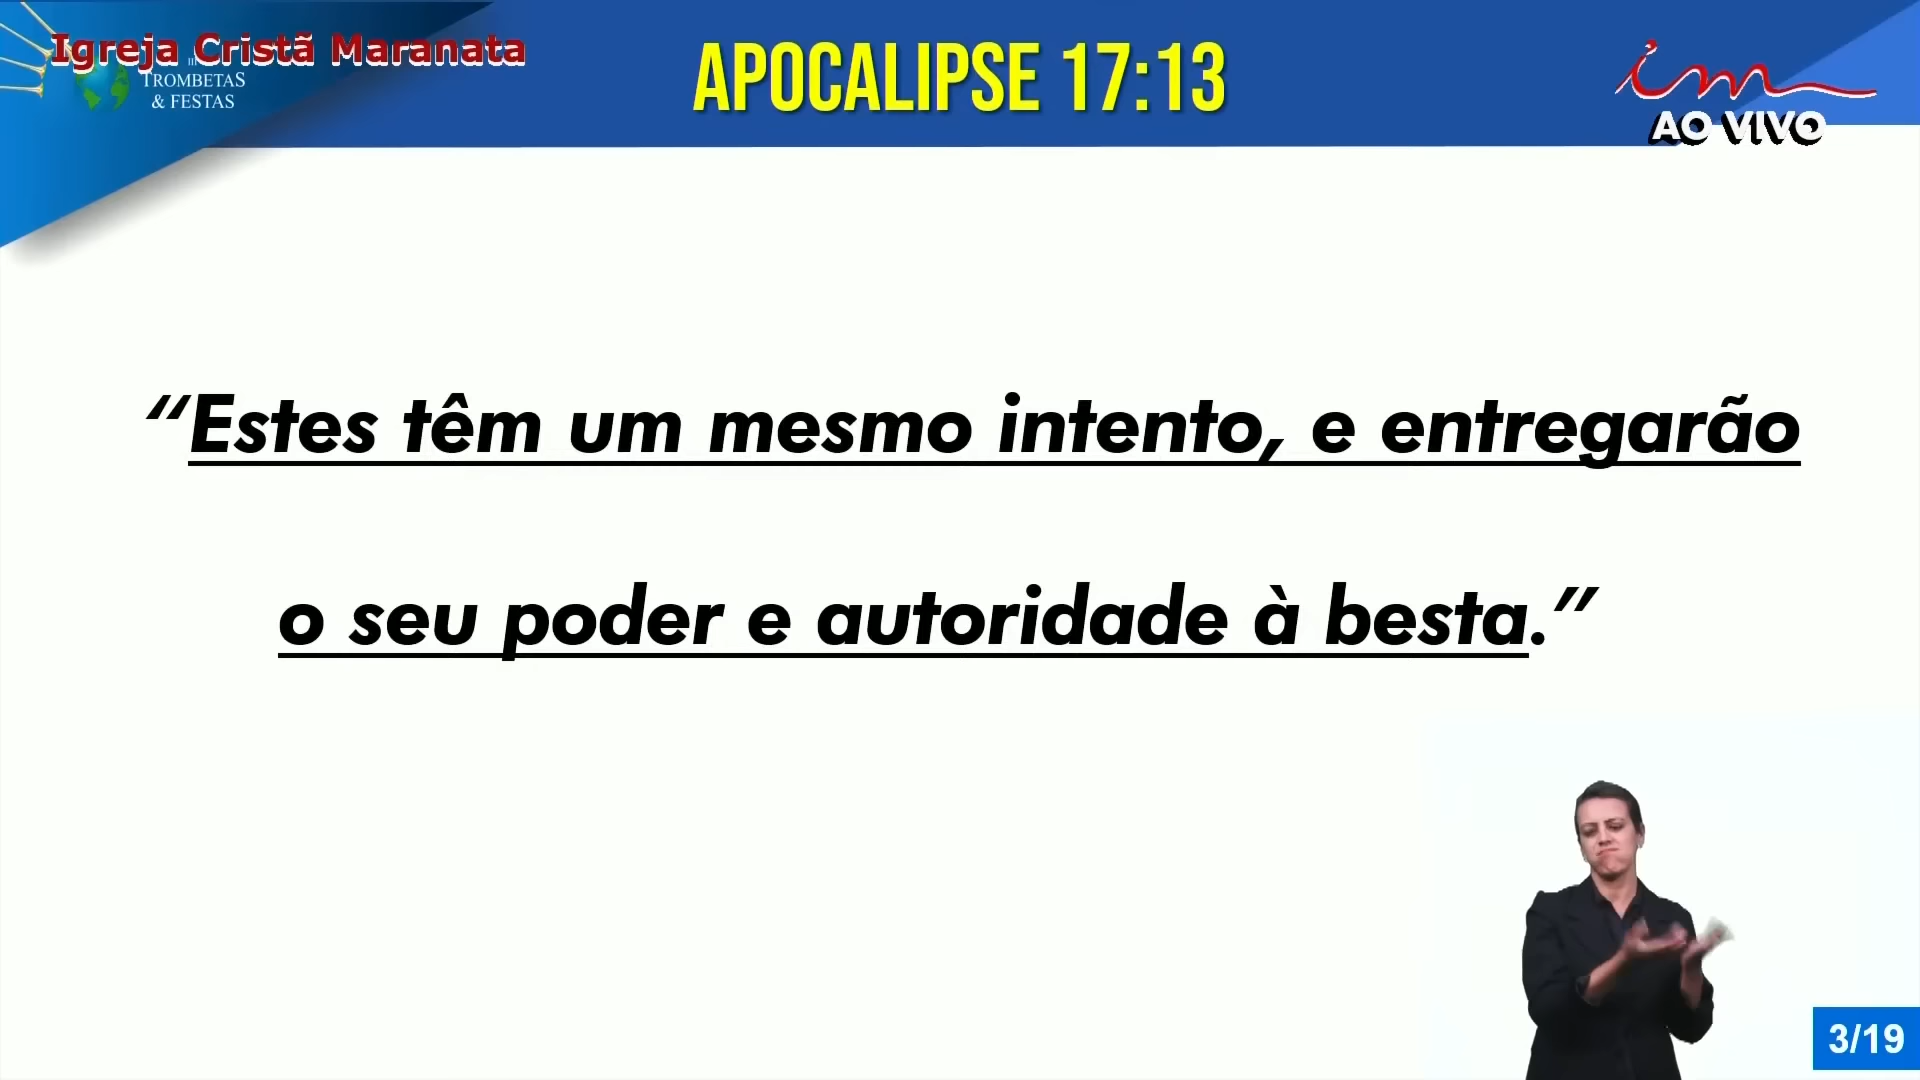 Igreja Cristã Maranata
TROMBETAS
& FESTAS
APOCALIPSE 17:13
im
AO VIVO
“Estes têm um mesmo intento, e entregarão
o seu poder e autoridade à besta.”
3/19